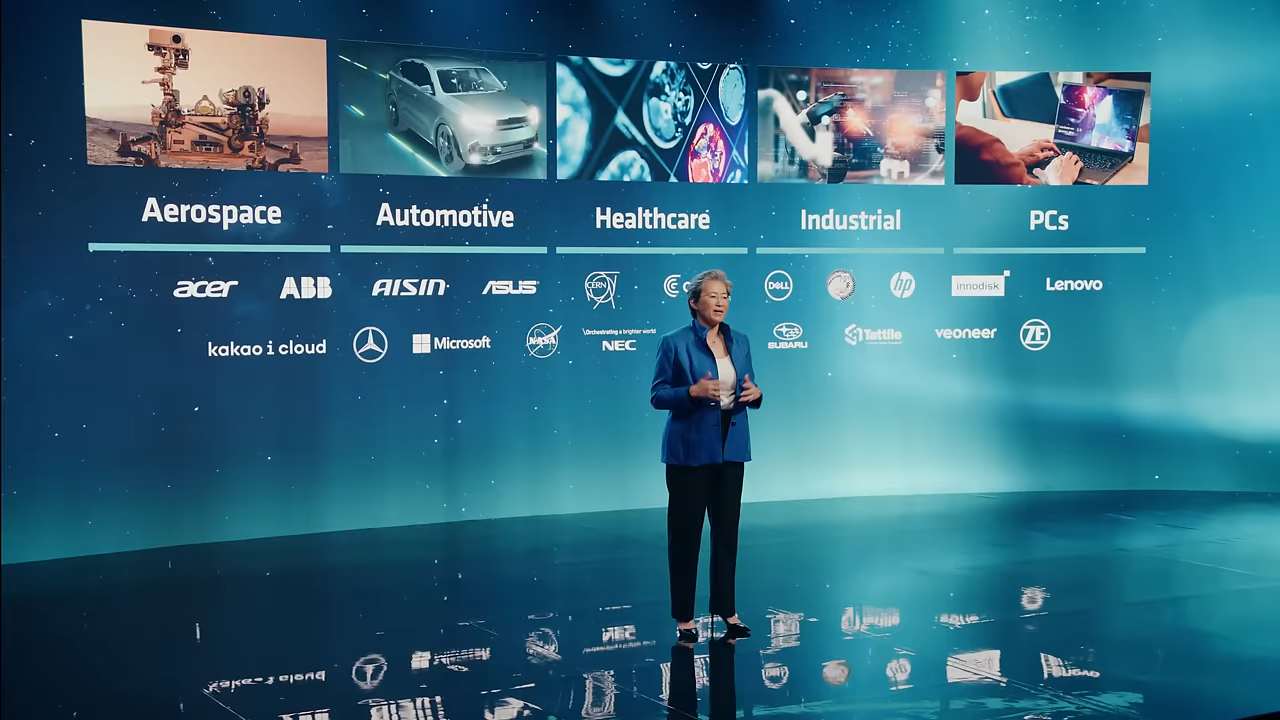 Aerospace
Automotive
Healthcare
Industrial
PCs
acer
ABB
AISIN
ASUS
CERN
DELL
hp
innodisk
Lenovo
kakao i cloud
Microsoft
NASA
\Orchestrating a brighter world
NEC
SUBARU
Tattile
veoneer
ZF